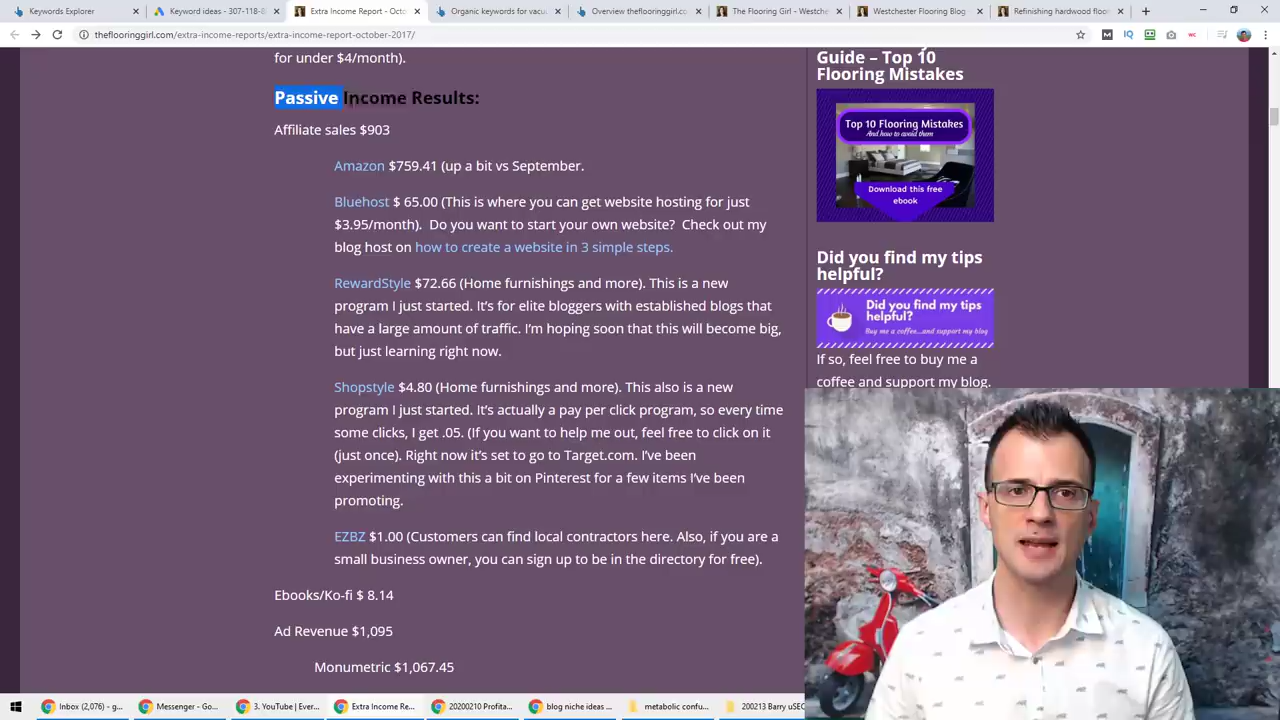 Keywords Explorer
Keyword ideas - 307-118-8
Extra Income Report - Octo
Organic keywords for vacu
Overview theflooringirl.co
The Flooring Girl - Westche
Westchester Flooring Blog
Refinishing hardwood floo
theflooringgirl.com/extra-income-reports/extra-income-report-october-2017/
for under $4/month).
Passive Income Results:
Affiliate sales $903
Amazon $759.41 (up a bit vs September.
Bluehost $ 65.00 (This is where you can get website hosting for just
$3.95/month). Do you want to start your own website? Check out my
blog host on how to create a website in 3 simple steps.
RewardStyle $72.66 (Home furnishings and more). This is a new
program I just started. It's for elite bloggers with established blogs that
have a large amount of traffic. I'm hoping soon that this will become big,
but just learning right now.
Shopstyle $4.80 (Home furnishings and more). This also is a new
program I just started. It's actually a pay per click program, so every time
some clicks, I get .05. (If you want to help me out, feel free to click on it
(just once). Right now it's set to go to Target.com. I've been
experimenting with this a bit on Pinterest for a few items I've been
promoting.
EZBZ $1.00 (Customers can find local contractors here. Also, if you are a
small business owner, you can sign up to be in the directory for free).
Ebooks/Ko-fi $ 8.14
Ad Revenue $1,095
Monumetric $1,067.45
Guide – Top 10
Flooring Mistakes
Top 10 Flooring Mistakes
And how to avoid them
Download this free
ebook
Did you find my tips
helpful?
Did you find my tips
helpful?
Buy me a coffee...and support my blog
If so, feel free to buy me a
coffee and support my blog.
Inbox (2,076) - g...
Messenger - Go...
3. YouTube | Ever...
Extra Income Re...
20200210 Profita...
blog niche ideas ...
metabolic confu...
200213 Barry uSEO